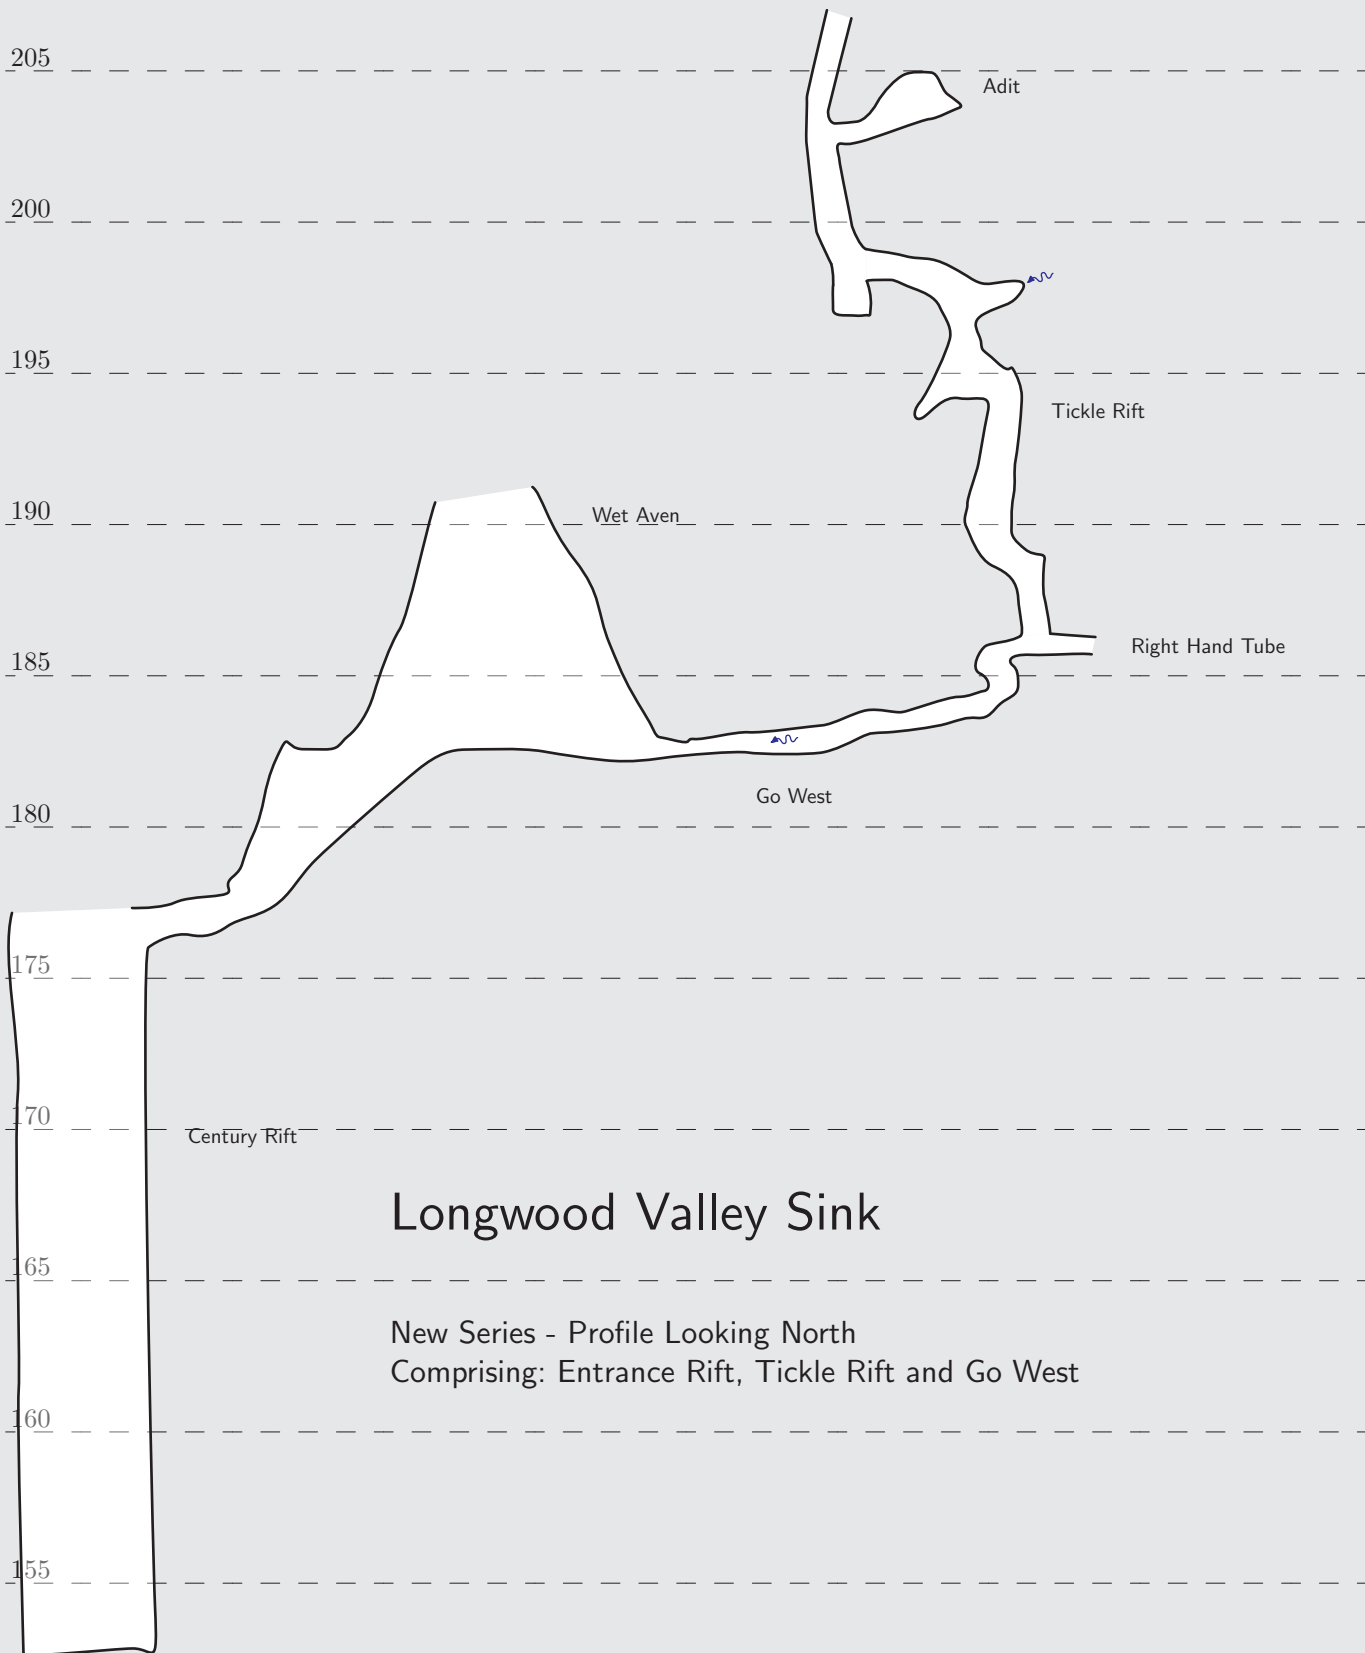 205
Adit
200
195
Tickle Rift
190
Wet Aven
Right Hand Tube
185
Go West
180
175
170
Century Rift
Longwood Valley Sink
165
New Series - Profile Looking North
Comprising: Entrance Rift, Tickle Rift and Go West
160
155